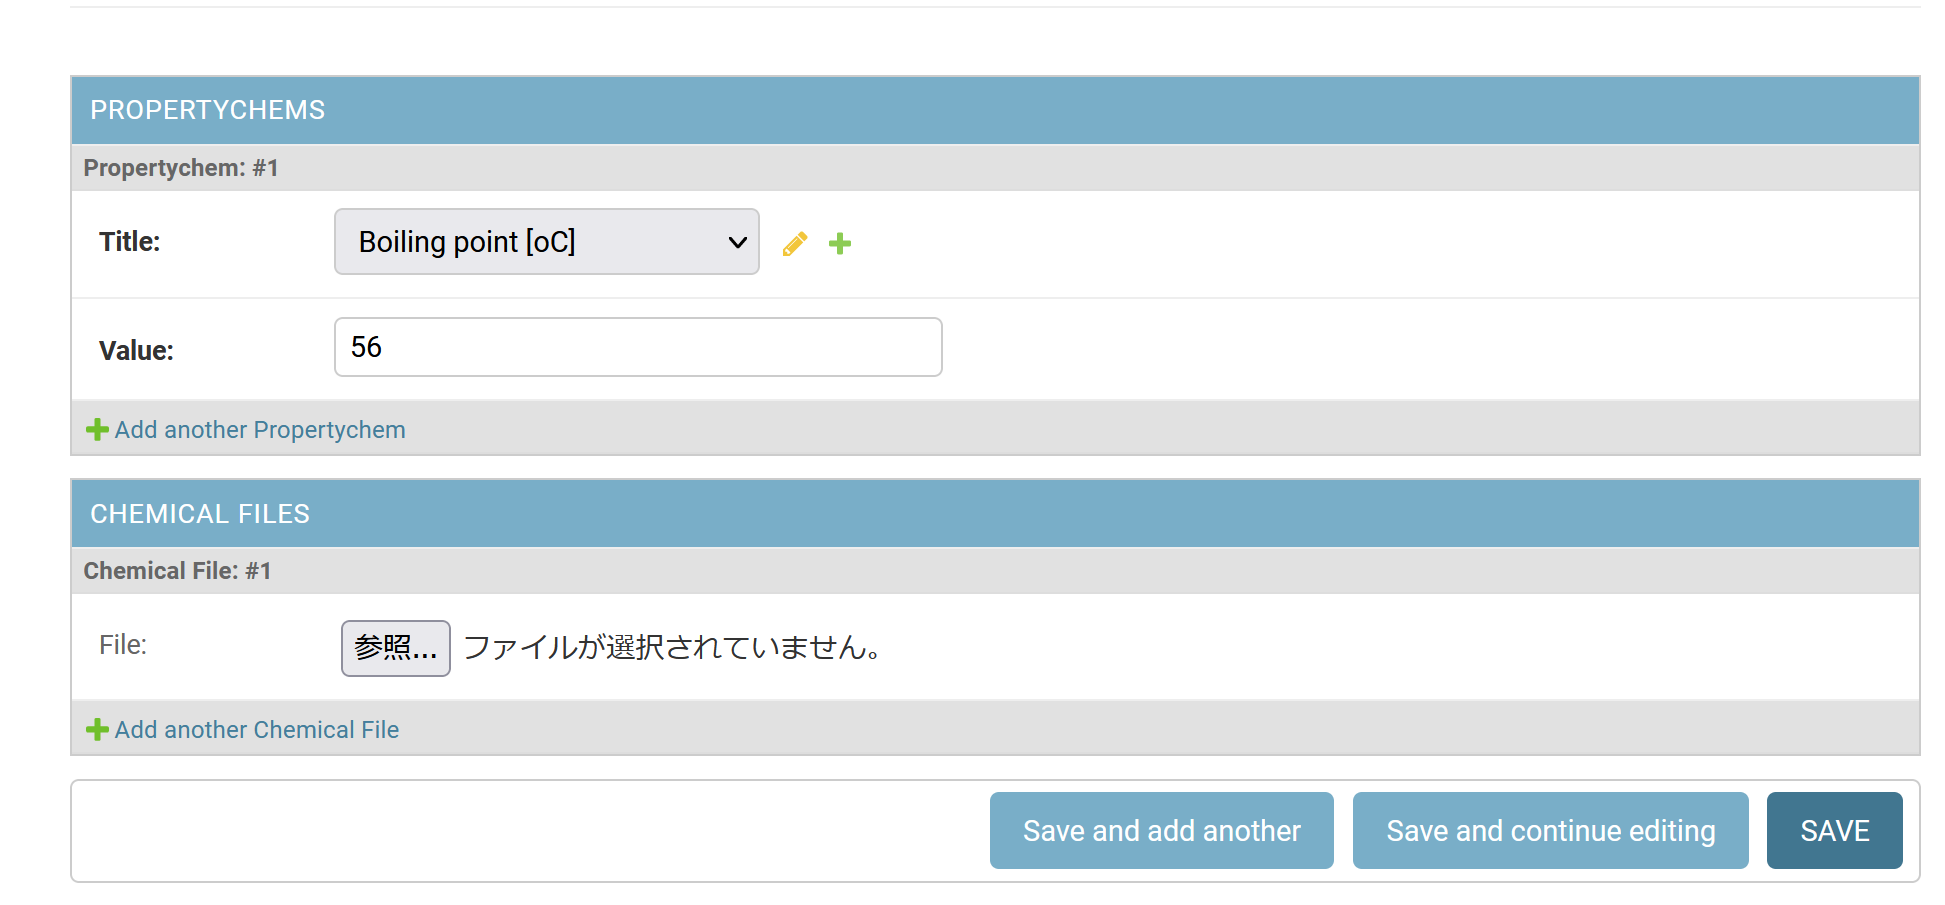 PROPERTYCHEMS
Propertychem: #1
Title: Boiling point [oC]
Value: 56
Add another Propertychem
CHEMICAL FILES
Chemical File: #1
File: 参照... ファイルが選択されていません。
Add another Chemical File
Save and add another Save and continue editing SAVE